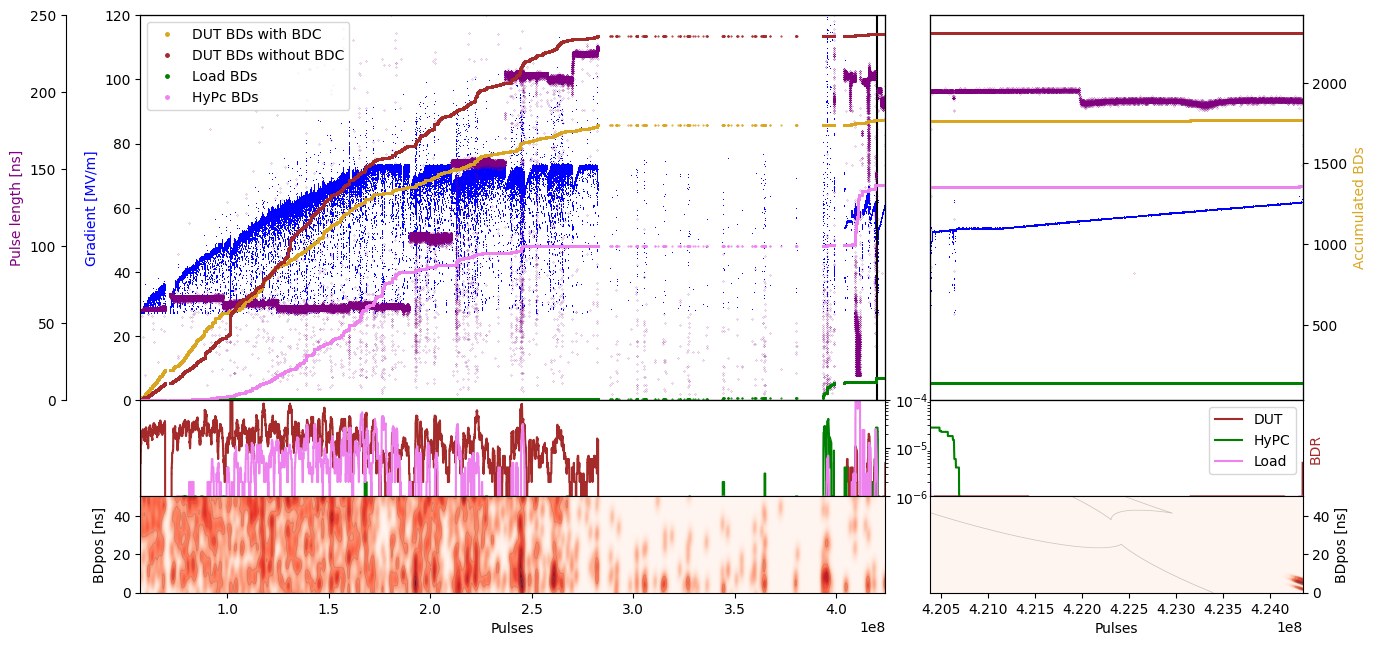 250
200
150
100
50
0
Pulse length [ns]
Gradient [MV/m]
120
100
80
60
40
20
0
DUT BDs with BDC
DUT BDs without BDC
Load BDs
HyPc BDs
2000
1500
1000
500
Accumulated BDs
10⁻⁴
10⁻⁵
10⁻⁶
DUT
HyPC
Load
BDR
BDpos [ns]
40
20
0
40
20
0
BDpos [ns]
1.0 1.5 2.0 2.5 3.0 3.5 4.0
Pulses
1e8
4.205 4.210 4.215 4.220 4.225 4.230 4.235 4.240
Pulses
1e8